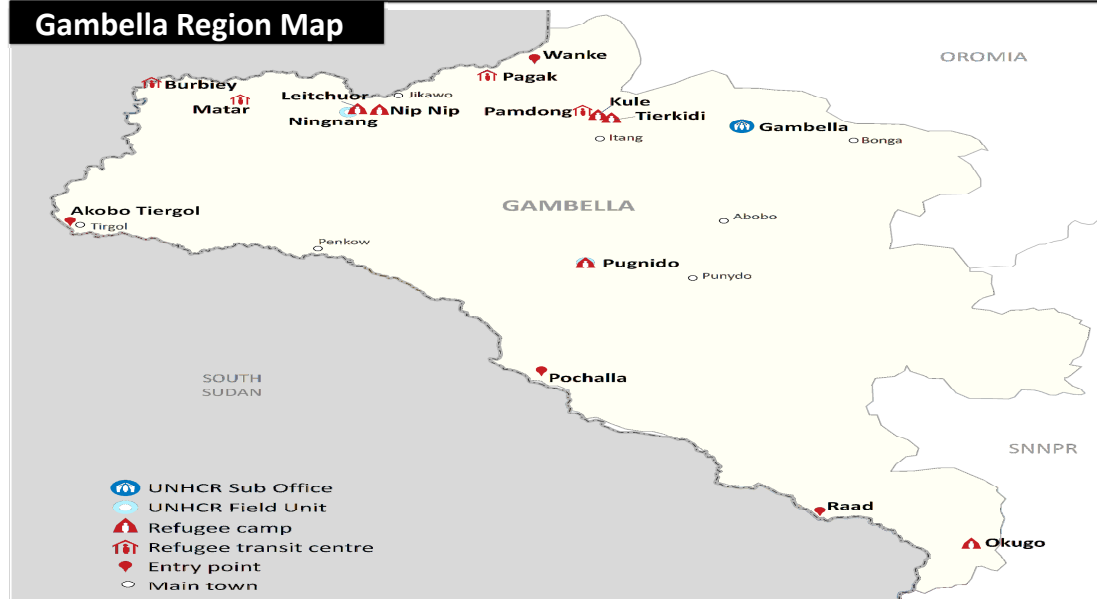 Gambella Region Map
Wanke
OROMIA
Pagak
Burbiey
Leitchuor
Jikawo
Matar
Nip Nip
Ningnang
Pamdong
Kule
Tierkidi
Gambella
Itang
Bonga
Akobo Tiergol
Tirgol
GAMBELLA
Abobo
Penkow
Pugnido
Punydo
Pochalla
SOUTH
SUDAN
SNNPR
Raad
Okugo
UNHCR Sub Office
UNHCR Field Unit
Refugee camp
Refugee transit centre
Entry point
Main town